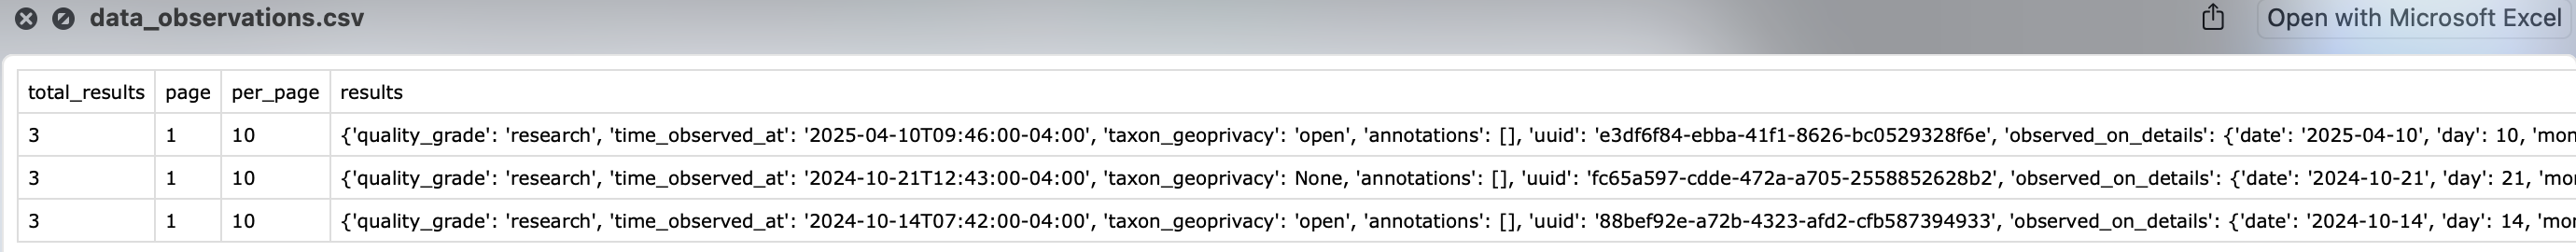 data_observations.csv Open with Microsoft Excel
total_results page per_page results
3 1 10 {'quality_grade': 'research', 'time_observed_at': '2025-04-10T09:46:00-04:00', 'taxon_geoprivacy': 'open', 'annotations': [], 'uuid': 'e3df6f84-ebba-41f1-8626-bc0529328f6e', 'observed_on_details': {'date': '2025-04-10', 'day': 10, 'mon
3 1 10 {'quality_grade': 'research', 'time_observed_at': '2024-10-21T12:43:00-04:00', 'taxon_geoprivacy': None, 'annotations': [], 'uuid': 'fc65a597-cdde-472a-a705-2558852628b2', 'observed_on_details': {'date': '2024-10-21', 'day': 21, 'mo
3 1 10 {'quality_grade': 'research', 'time_observed_at': '2024-10-14T07:42:00-04:00', 'taxon_geoprivacy': 'open', 'annotations': [], 'uuid': '88bef92e-a72b-4323-afd2-cfb587394933', 'observed_on_details': {'date': '2024-10-14', 'day': 14, 'mo